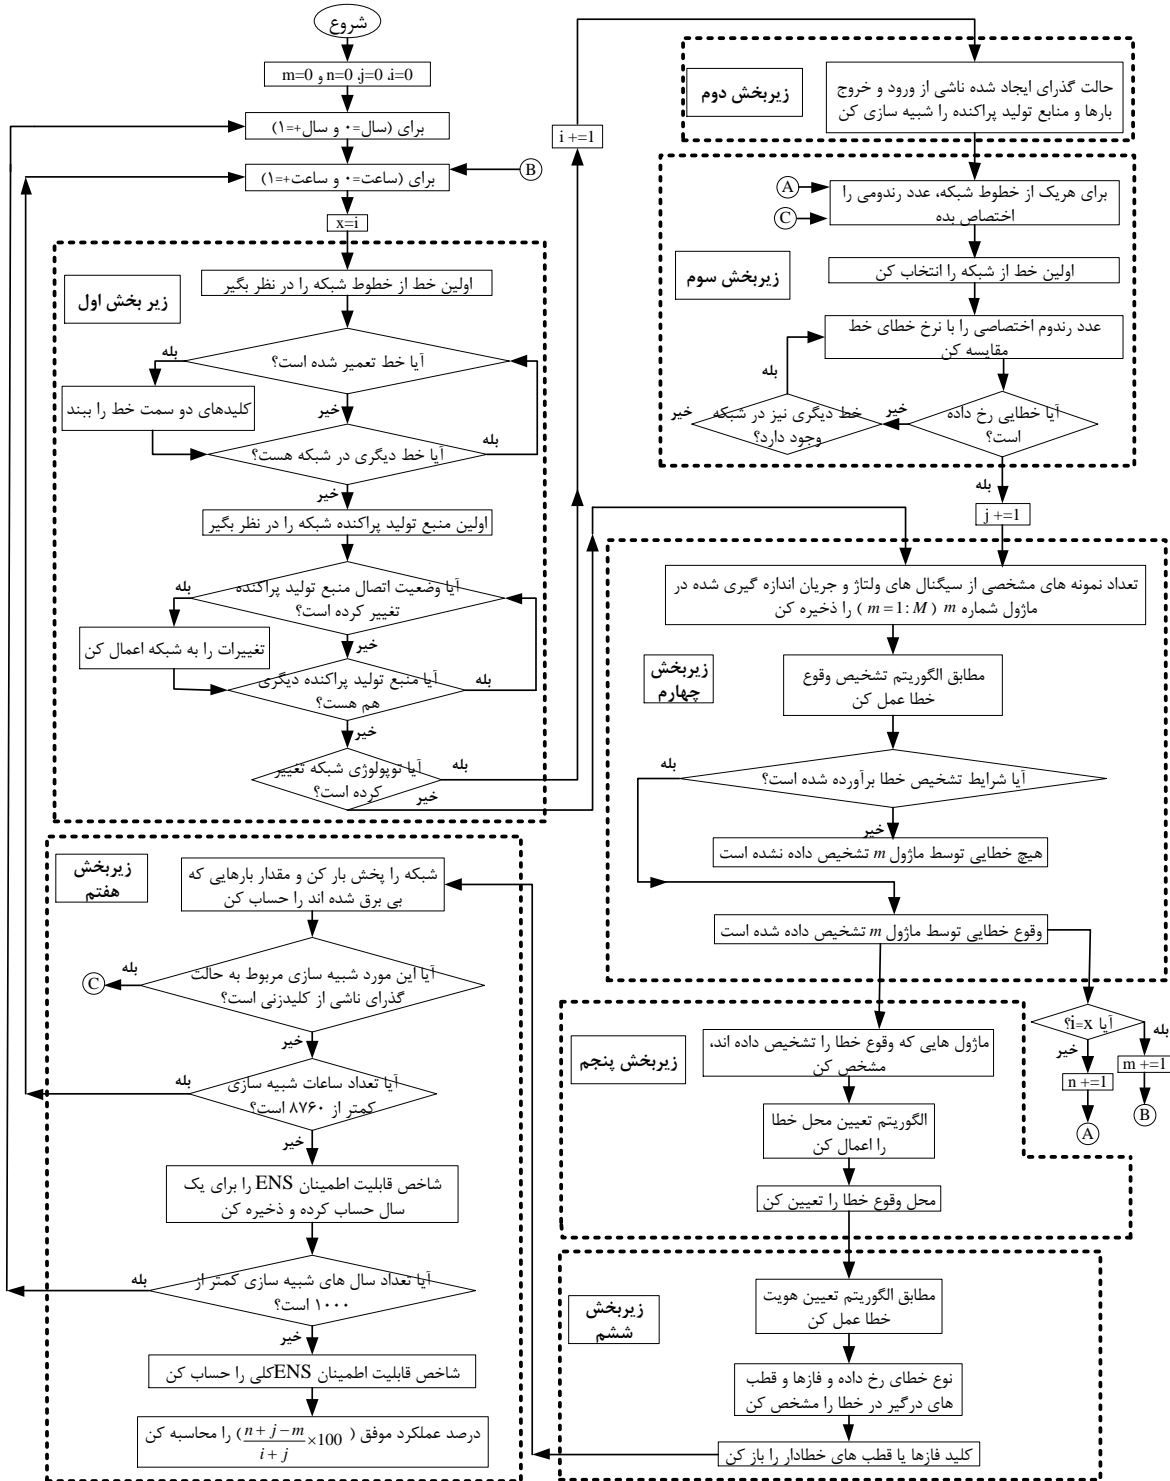 شروع
m=0 و n=0 ،j=0 ،i=0
برای (سال=۰ و سال+=۱)
برای (ساعت=۰ و ساعت+=۱)
B
x=i
زیر بخش اول
اولین خط از خطوط شبکه را در نظر بگیر
آیا خط تعمیر شده است؟
بله
خیر
کلیدهای دو سمت خط را ببند
آیا خط دیگری در شبکه هست؟
بله
خیر
اولین منبع تولید پراکنده شبکه را در نظر بگیر
آیا وضعیت اتصال منبع تولید پراکنده
تغییر کرده است؟
بله
خیر
تغییرات را به شبکه اعمال کن
آیا منبع تولید پراکنده دیگری
هم هست؟
بله
خیر
آیا توپولوژی شبکه تغییر
کرده است؟
بله
خیر
i +=1
زیربخش دوم
حالت گذرای ایجاد شده ناشی از ورود و خروج
بارها و منابع تولید پراکنده را شبیه سازی کن
زیربخش سوم
A
C
برای هریک از خطوط شبکه، عدد رندومی را
اختصاص بده
اولین خط از شبکه را انتخاب کن
عدد رندوم اختصاصی را با نرخ خطای خط
مقایسه کن
بله
آیا خطایی رخ داده
است؟
خیر
خط دیگری نیز در شبکه
وجود دارد؟
خیر
بله
j +=1
تعداد نمونه های مشخصی از سیگنال های ولتاژ و جریان اندازه گیری شده در
ماژول شماره m ( m =1: M ) را ذخیره کن
زیربخش
چهارم
مطابق الگوریتم تشخیص وقوع
خطا عمل کن
آیا شرایط تشخیص خطا برآورده شده است؟
بله
خیر
هیچ خطایی توسط ماژول m تشخیص داده نشده است
وقوع خطایی توسط ماژول m تشخیص داده شده است
آیا i=x؟
بله
خیر
m +=1
n +=1
B
A
زیربخش پنجم
ماژول هایی که وقوع خطا را تشخیص داده اند،
مشخص کن
الگوریتم تعیین محل خطا
را اعمال کن
محل وقوع خطا را تعیین کن
زیربخش
ششم
مطابق الگوریتم تعیین هویت
خطا عمل کن
نوع خطای رخ داده و فازها و قطب
های درگیر در خطا را مشخص کن
کلید فازها یا قطب های خطادار را باز کن
زیربخش
هفتم
شبکه را پخش بار کن و مقدار بارهایی که
بی برق شده اند را حساب کن
آیا این مورد شبیه سازی مربوط به حالت
گذرای ناشی از کلیدزنی است؟
بله
C
خیر
آیا تعداد ساعات شبیه سازی
کمتر از ۸۷۶۰ است؟
بله
خیر
شاخص قابلیت اطمینان ENS را برای یک
سال حساب کرده و ذخیره کن
آیا تعداد سال های شبیه سازی کمتر از
۱۰۰۰ است؟
بله
خیر
شاخص قابلیت اطمینان ENSکلی را حساب کن
درصد عملکرد موفق ( \frac{n+j-m}{i+j}×100) را محاسبه کن